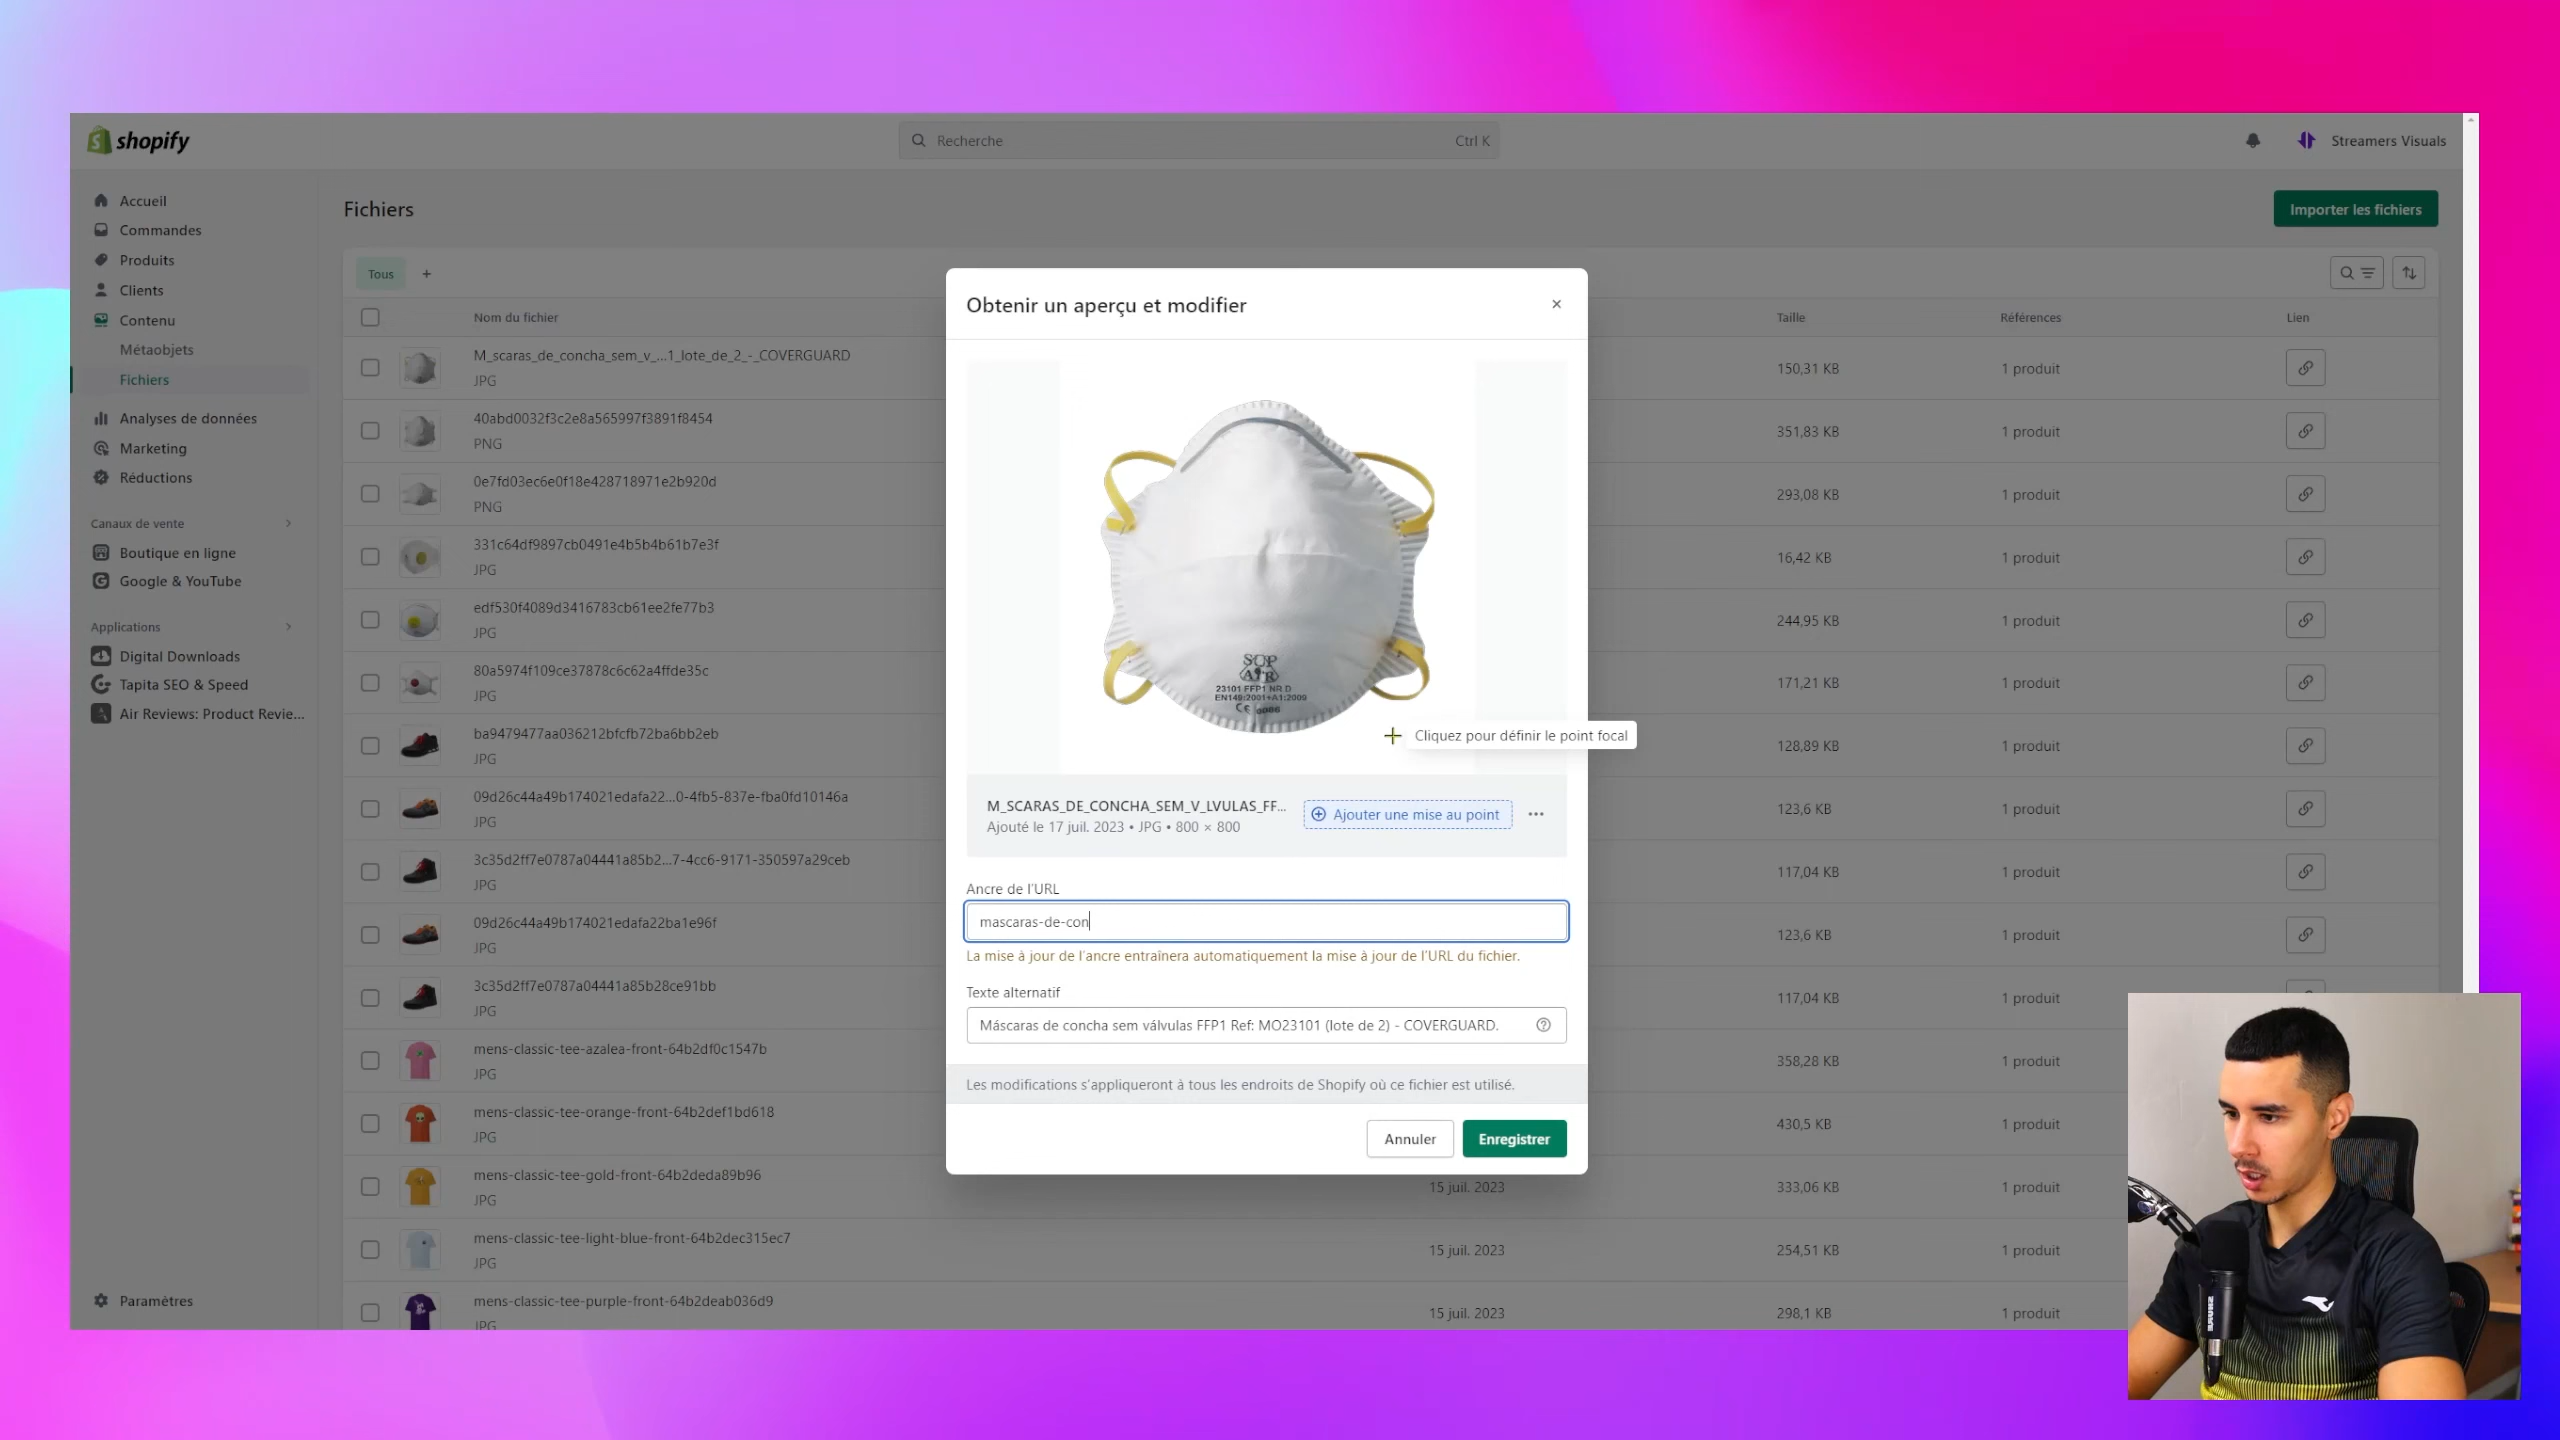 shopify
Recherche
Ctrl K
Streamers Visuals
Accueil
Commandes
Produits
Clients
Contenu
Métaobjets
Fichiers
Analyses de données
Marketing
Réductions
Canaux de vente
Boutique en ligne
Google & YouTube
Applications
Digital Downloads
Tapita SEO & Speed
Air Reviews: Product Revie...
Paramètres
Fichiers
Importer les fichiers
Tous
+
Nom du fichier
Taille
Références
Lien
M_scaras_de_concha_sem_v_...1_lote_de_2_-_COVERGUARD
JPG
150,31 KB
1 produit
40abd0032f3c2e8a565997f3891f8454
PNG
351,83 KB
1 produit
0e7fd03ec6e0f18e428718971e2b920d
PNG
293,08 KB
1 produit
331c64df9897cb0491e4b5b4b61b7e3f
JPG
16,42 KB
1 produit
edf530f4089d3416783cb61ee2fe77b3
JPG
244,95 KB
1 produit
80a5974f109ce37878c6c62a4ffde35c
JPG
171,21 KB
1 produit
ba9479477aa036212bfcfb72ba6bb2eb
JPG
128,89 KB
1 produit
09d26c44a49b174021edafa22...0-4fb5-837e-fba0fd10146a
JPG
123,6 KB
1 produit
3c35d2ff7e0787a04441a85b2...7-4cc6-9171-350597a29ceb
JPG
117,04 KB
1 produit
09d26c44a49b174021edafa22ba1e96f
JPG
123,6 KB
1 produit
3c35d2ff7e0787a04441a85b28ce91bb
JPG
117,04 KB
1 produit
mens-classic-tee-azalea-front-64b2df0c1547b
JPG
358,28 KB
1 produit
mens-classic-tee-orange-front-64b2def1bd618
JPG
430,5 KB
1 produit
mens-classic-tee-gold-front-64b2deda89b96
JPG
15 juil. 2023
333,06 KB
1 produit
mens-classic-tee-light-blue-front-64b2dec315ec7
JPG
15 juil. 2023
254,51 KB
1 produit
mens-classic-tee-purple-front-64b2deab036d9
JPG
15 juil. 2023
298,1 KB
1 produit
Obtenir un aperçu et modifier
SUP
AIR
23101 FFP1 NR D
EN149:2001+A1:2009
CE 0086
Cliquez pour définir le point focal
M_SCARAS_DE_CONCHA_SEM_V_LVULAS_FF...
Ajouté le 17 juil. 2023 • JPG • 800 × 800
Ajouter une mise au point
Ancre de l'URL
mascaras-de-con
La mise à jour de l'ancre entraînera automatiquement la mise à jour de l'URL du fichier.
Texte alternatif
Máscaras de concha sem válvulas FFP1 Ref: MO23101 (lote de 2) - COVERGUARD.
Les modifications s'appliqueront à tous les endroits de Shopify où ce fichier est utilisé.
Annuler
Enregistrer